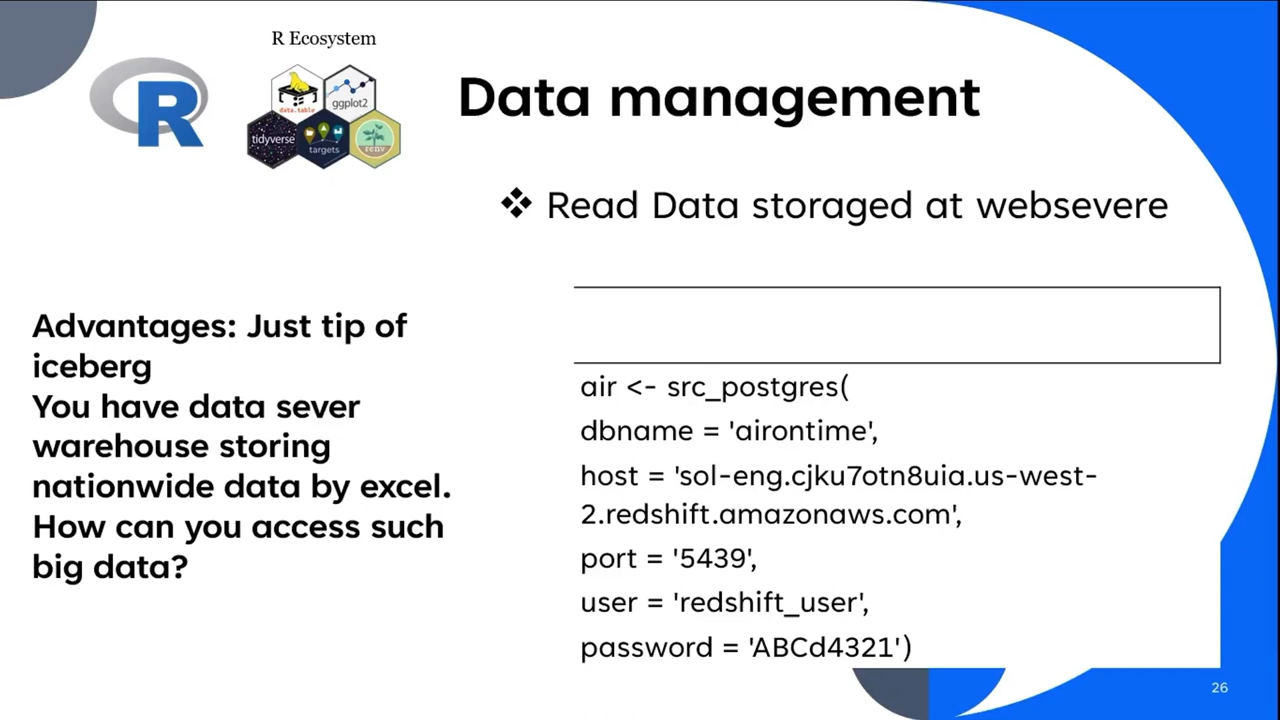 R Ecosystem
R
data.table
ggplot2
tidyverse
targets
renv
Data management
❖ Read Data storaged at websevere
Advantages: Just tip of
iceberg
You have data sever
warehouse storing
nationwide data by excel.
How can you access such
big data?
air <- src_postgres(
dbname = 'airontime',
host = 'sol-eng.cjku7otn8uia.us-west-
2.redshift.amazonaws.com',
port = '5439',
user = 'redshift_user',
password = 'ABCd4321')
26